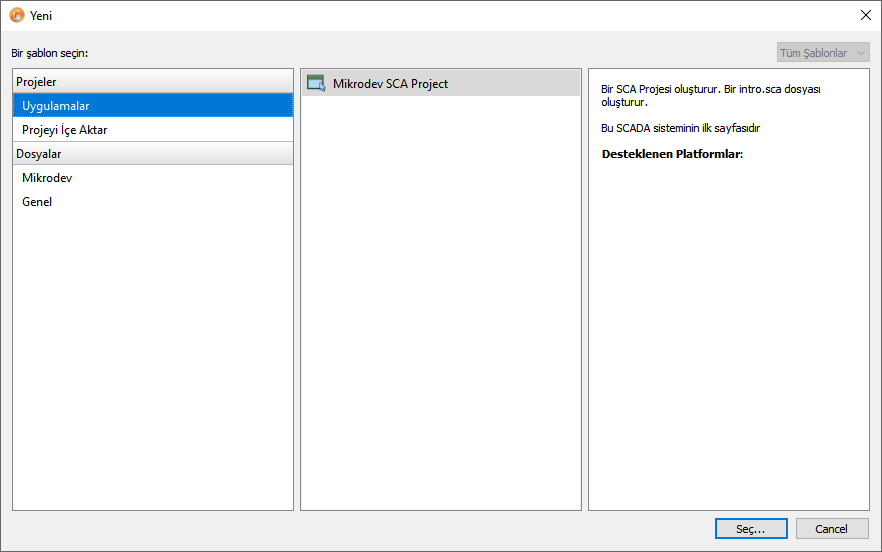 Yeni
Bir şablon seçin:
Tüm Şablonlar
Projeler
Uygulamalar
Projeyi İçe Aktar
Dosyalar
Mikrodev
Genel
Mikrodev SCA Project
Bir SCA Projesi oluşturur. Bir intro.sca dosyası
oluşturur.
Bu SCADA sisteminin ilk sayfasıdır
Desteklenen Platformlar:
Seç...
Cancel